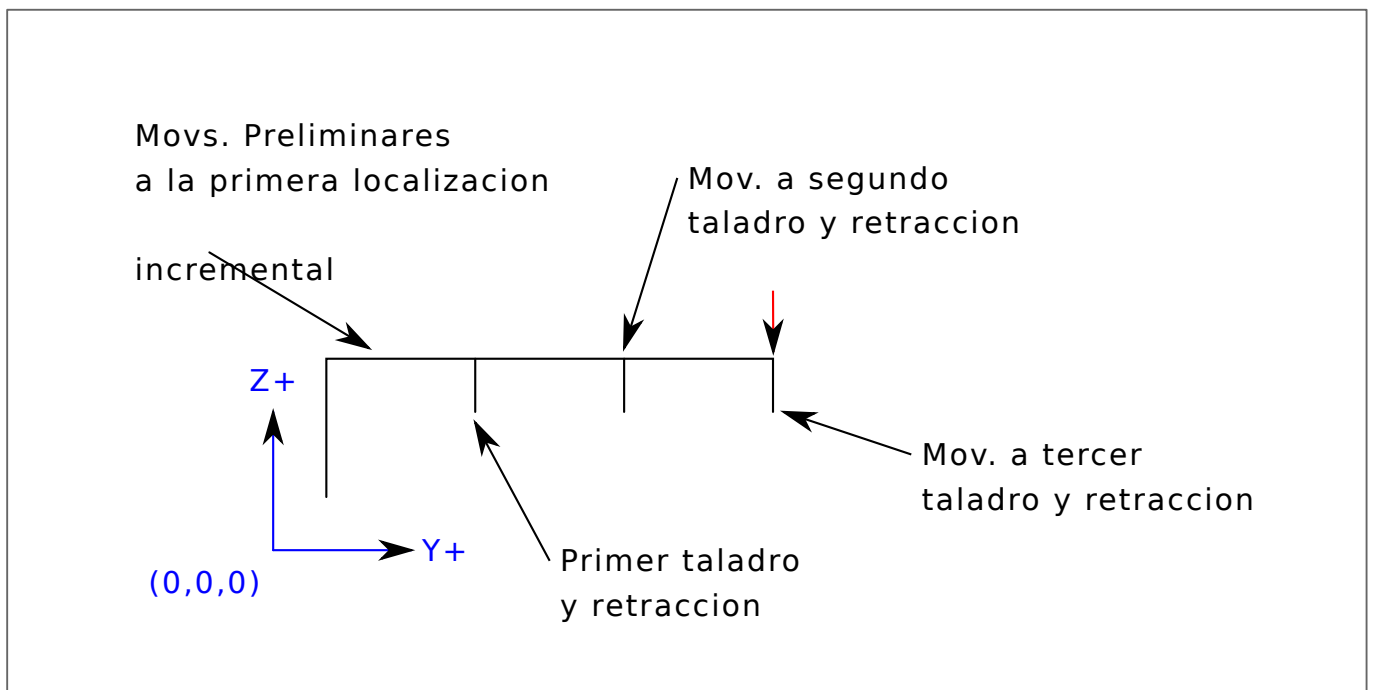 Movs. Preliminares
a la primera localizacion
incremental
Mov. a segundo
taladro y retraccion
Z+
Mov. a tercer
taladro y retraccion
Y+
Primer taladro
y retraccion
(0,0,0)